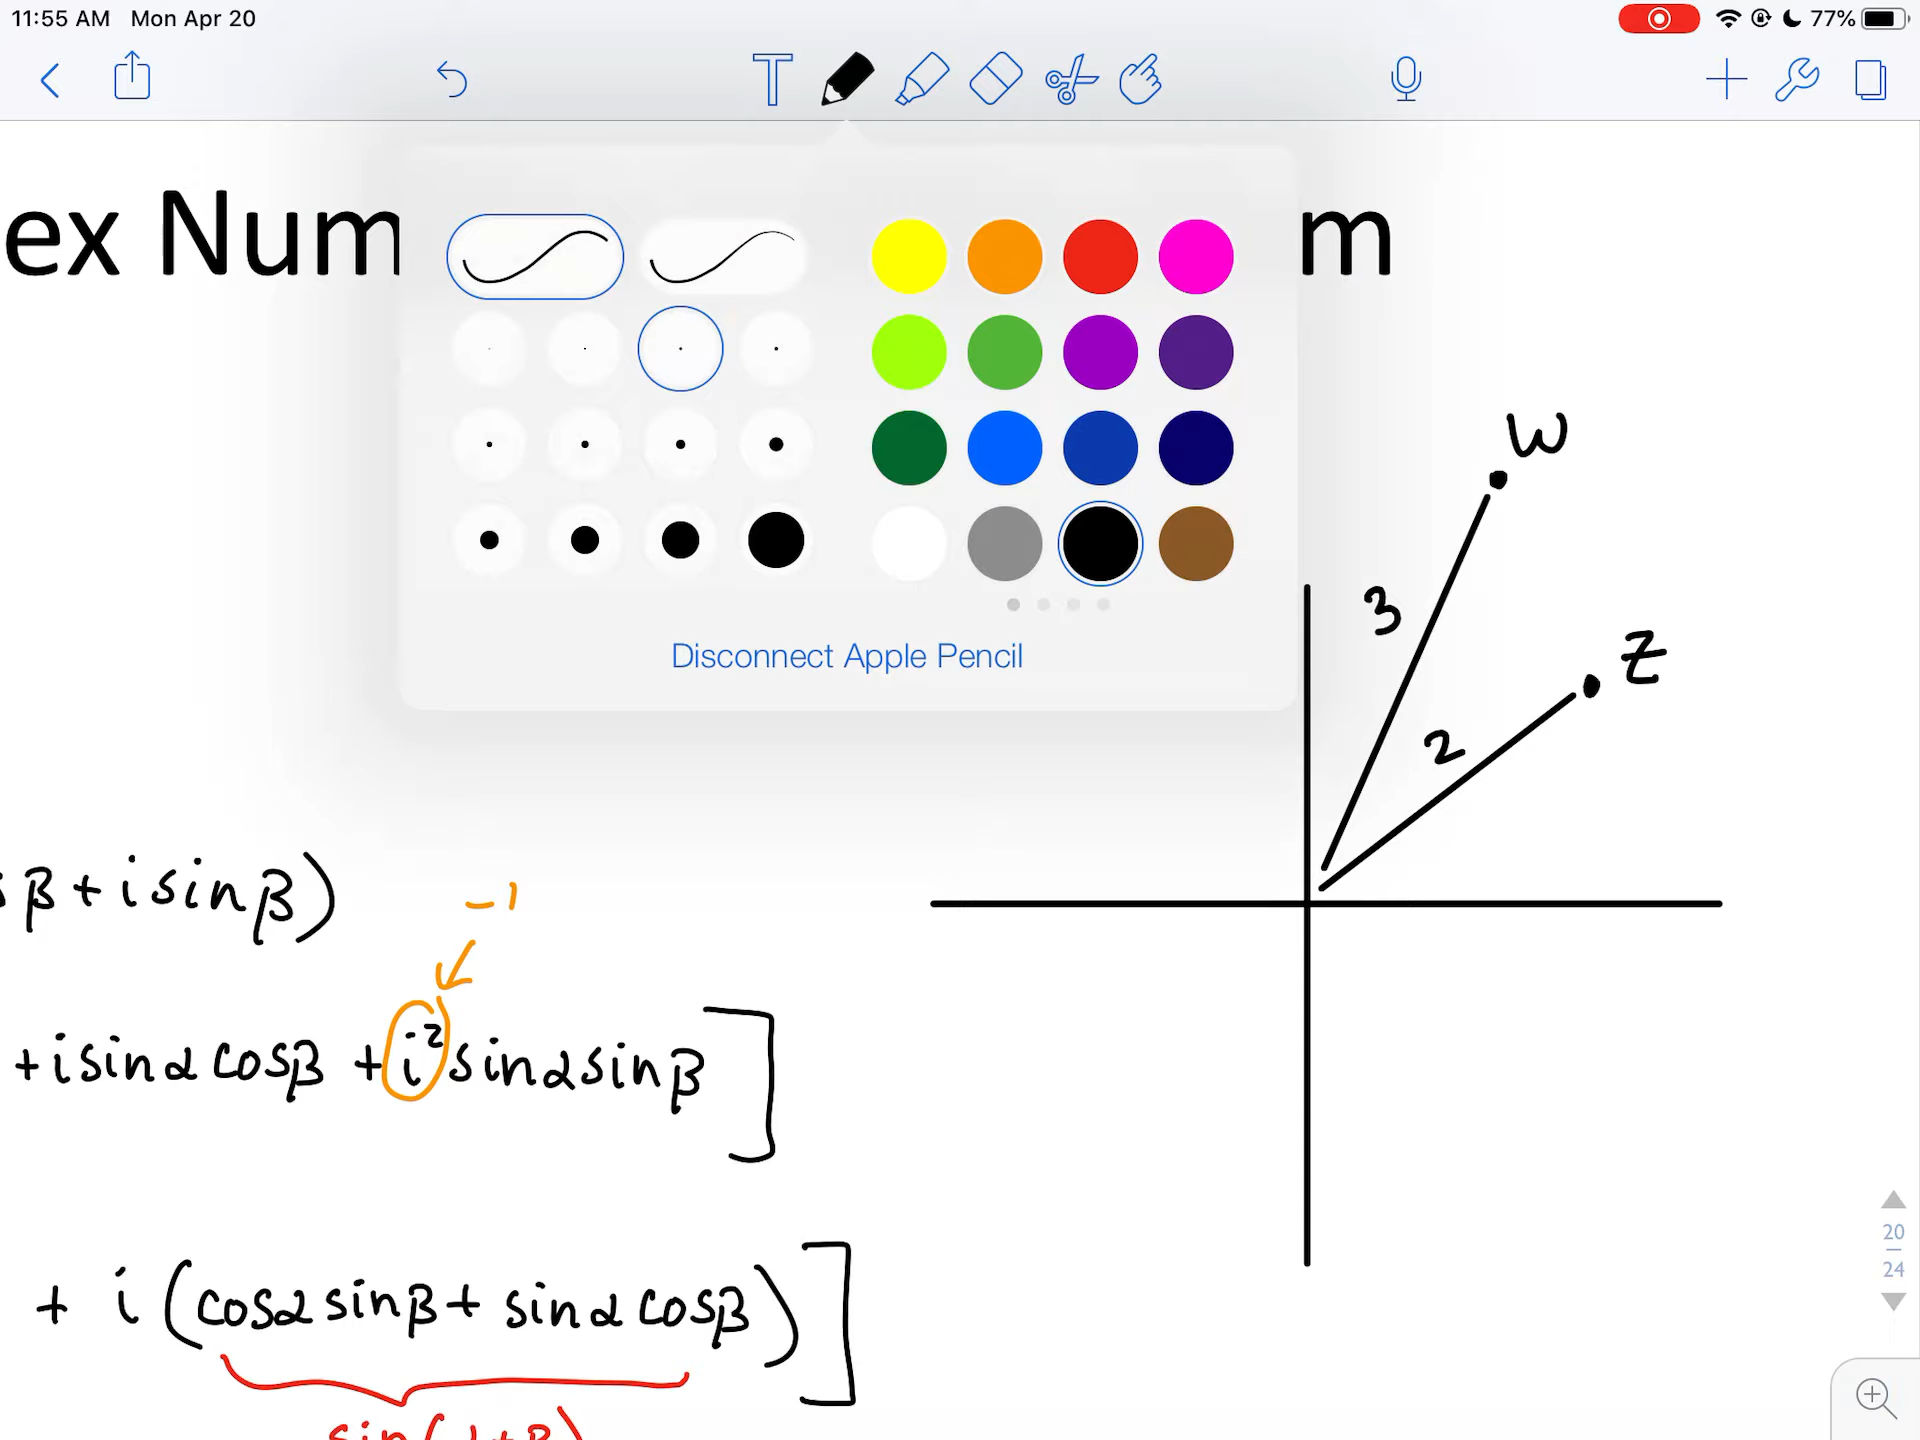 11:55 AM Mon Apr 20
77%
T
ex Num
m
Disconnect Apple Pencil
W
3
Z
2
β + i sin β)
-1
+ i sin α cos β + i² sin α sin β ]
+ i (cos α sin β + sin α cos β) ]
sin(α+β)
20
24